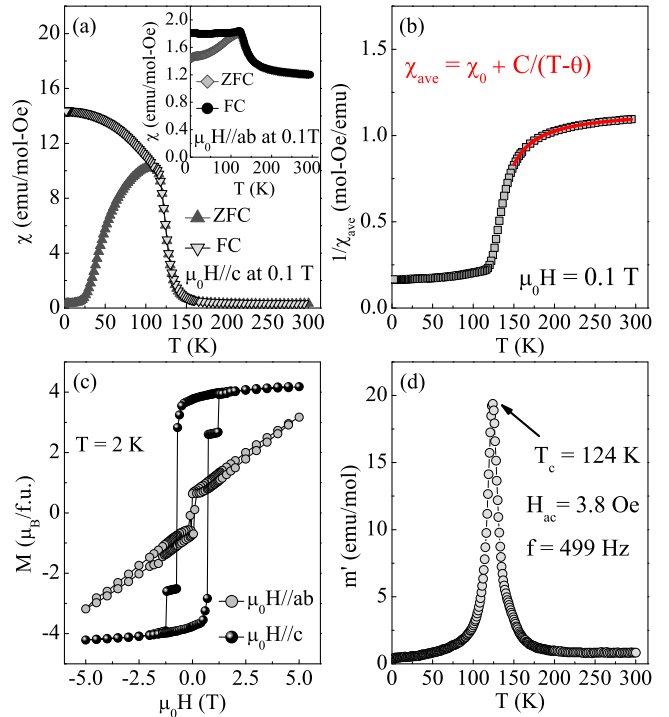 (a)
χ (emu/mol-Oe)
16
12
8
4
0
0 50 100 150 200 250 300
T (K)
ZFC
FC
μ0H//c at 0.1 T
χ (emu/mol-Oe)
2.0
1.6
1.2
0.8
0.4
0.0
0 100 200 300
T (K)
ZFC
FC
μ0H//ab at 0.1T
(b)
χave = χ0 + C/(T-θ)
1/χave (mol-Oe/emu)
1.5
1.0
0.5
0.0
0 50 100 150 200 250 300
T (K)
μ0H = 0.1 T
(c)
T = 2 K
M (μB/f.u.)
4
2
0
-2
-4
-5.0 -2.5 0.0 2.5 5.0
μ0H (T)
μ0H//ab
μ0H//c
(d)
m' (emu/mol)
20
15
10
5
0
0 50 100 150 200 250 300
T (K)
Tc = 124 K
Hac = 3.8 Oe
f = 499 Hz